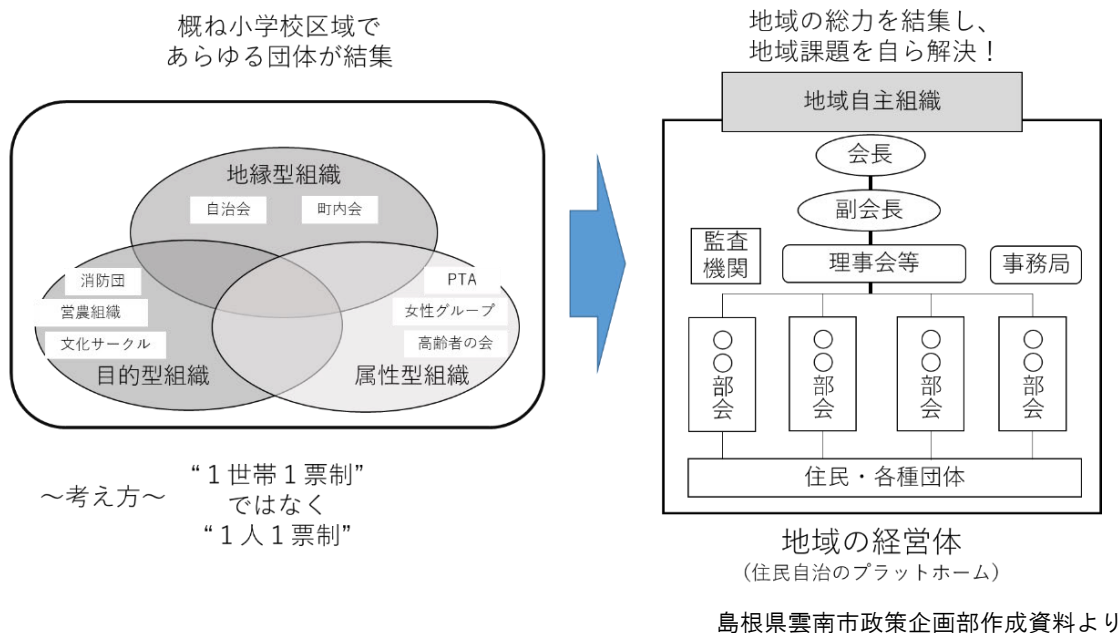 概ね小学校区域で
あらゆる団体が結集
地縁型組織
自治会
町内会
消防団
営農組織
文化サークル
目的型組織
PTA
女性グループ
高齢者の会
属性型組織
～考え方～
“１世帯１票制”
ではなく
“１人１票制”
地域の総力を結集し、
地域課題を自ら解決！
地域自主組織
会長
副会長
監査
機関
理事会等
事務局
〇〇部会
〇〇部会
〇〇部会
〇〇部会
住民・各種団体
地域の経営体
（住民自治のプラットホーム）
島根県雲南市政策企画部作成資料より